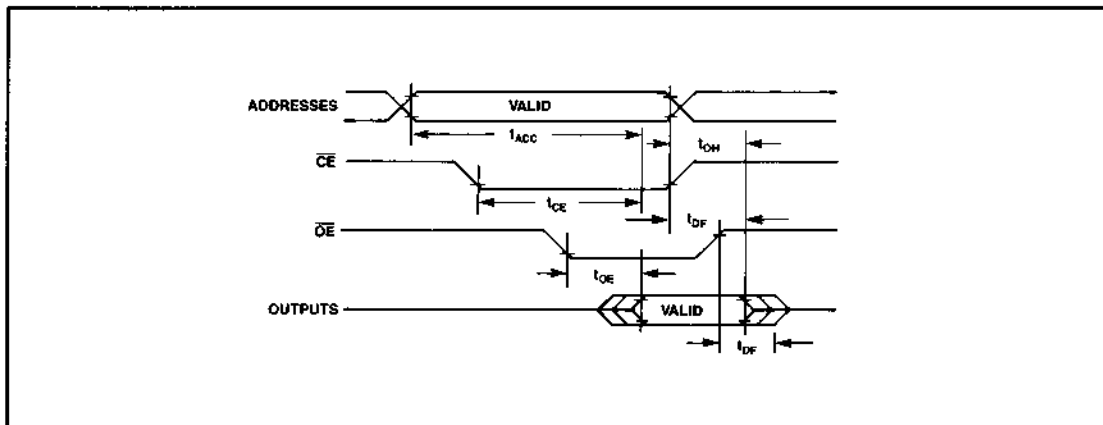 ADDRESSES
VALID
tACC
tOH
CE
tCE
tDF
OE
tOE
OUTPUTS
VALID
tDF